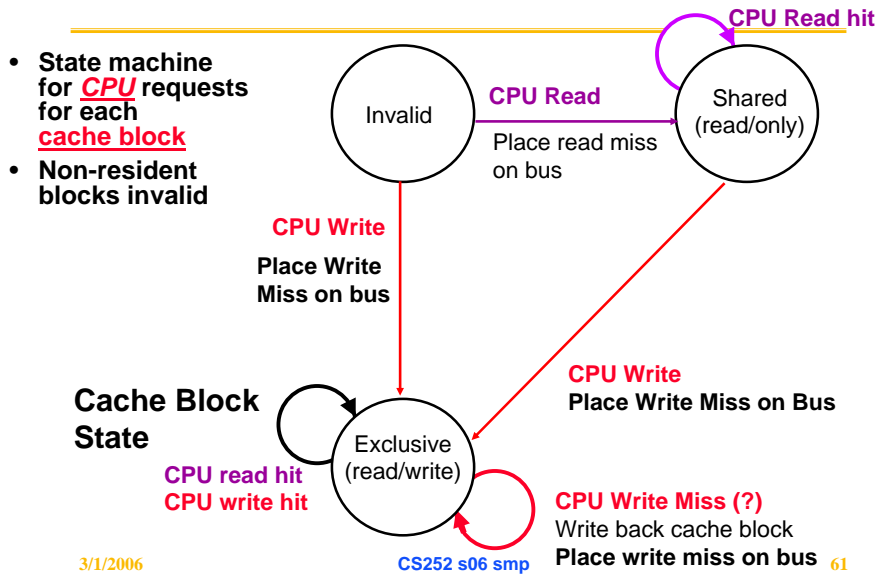 CPU Read hit
• State machine
for CPU requests
for each
cache block
• Non-resident
blocks invalid
Invalid
CPU Read
Place read miss
on bus
Shared
(read/only)
CPU Write
Place Write
Miss on bus
CPU Write
Place Write Miss on Bus
Cache Block
State
Exclusive
(read/write)
CPU read hit
CPU write hit
CPU Write Miss (?)
Write back cache block
Place write miss on bus
3/1/2006
CS252 s06 smp
61